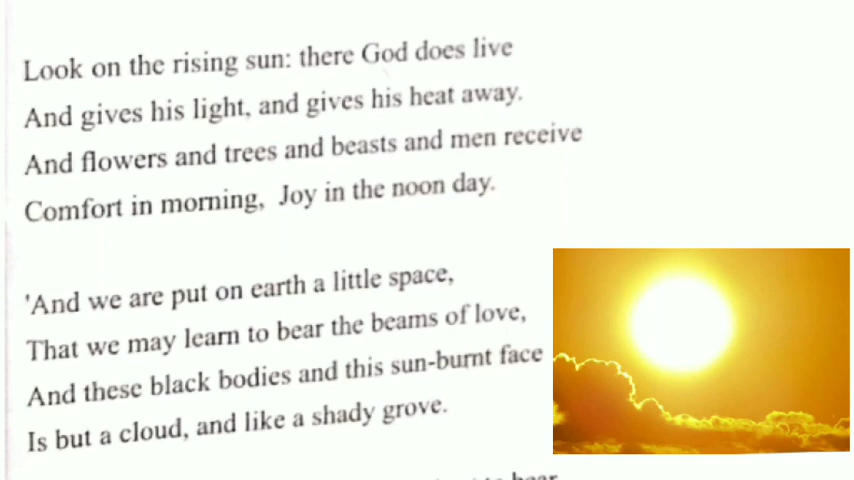 Look on the rising sun: there God does live
And gives his light, and gives his heat away.
And flowers and trees and beasts and men receive
Comfort in morning, Joy in the noon day.
'And we are put on earth a little space,
That we may learn to bear the beams of love,
And these black bodies and this sun-burnt face
Is but a cloud, and like a shady grove.